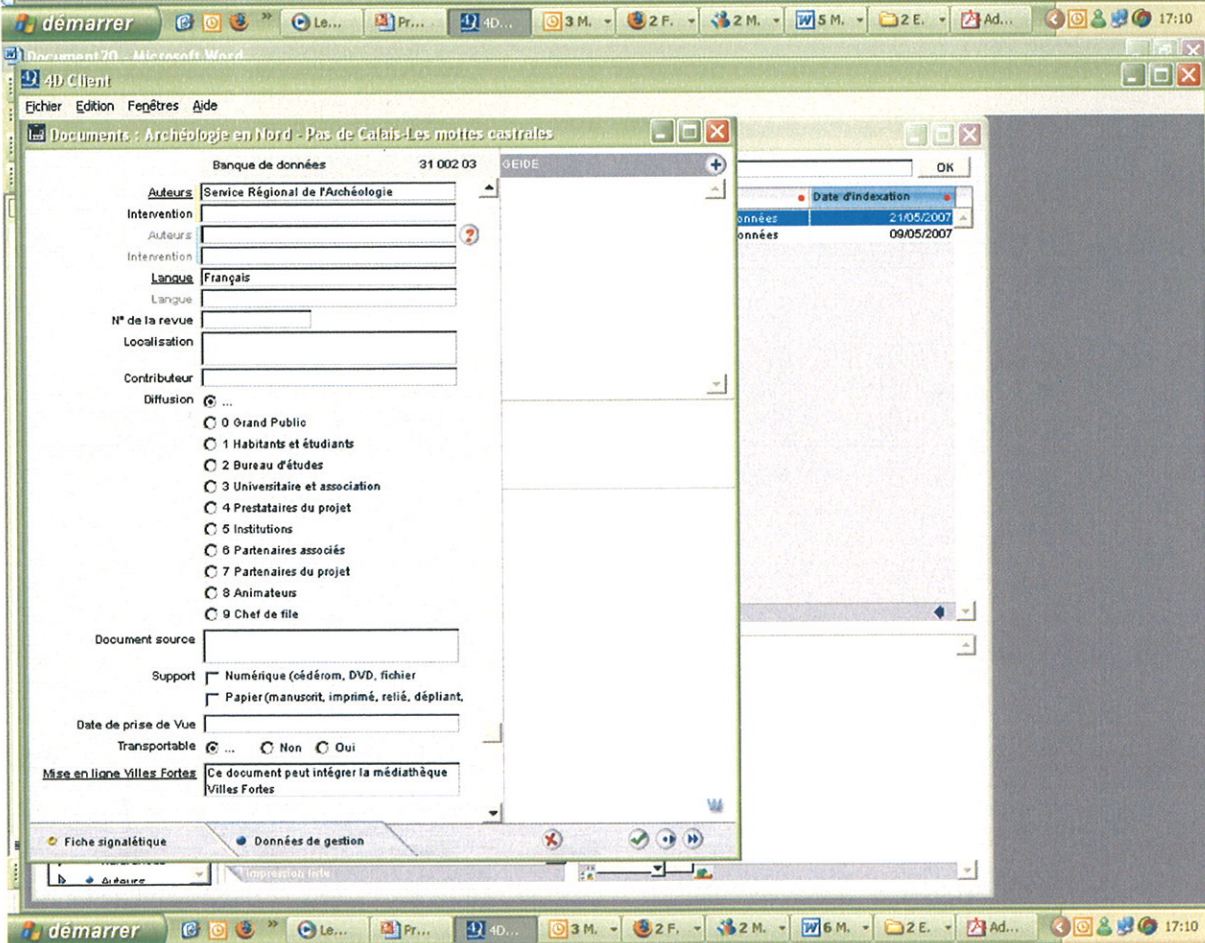 démarrer » Le... Pr... 4D... 3 M. 2 F. 2 M. W 5 M. 2 E. Ad... 17:10
Document20 - Microsoft Word
4D Client
Fichier Edition Fenêtres Aide
Documents : Archéologie en Nord - Pas de Calais-Les mottes castrales
Banque de données 31 002 03 GEIDE OK
Auteurs Service Régional de l'Archéologie
Date d'indexation
Intervention
onnées 21/05/2007
Auteurs
onnées 09/05/2007
Intervention
Langue Français
Langue
N° de la revue
Localisation
Contributeur
Diffusion ...
0 Grand Public
1 Habitants et étudiants
2 Bureau d'études
3 Universitaire et association
4 Prestataires du projet
5 Institutions
6 Partenaires associés
7 Partenaires du projet
8 Animateurs
9 Chef de file
Document source
Support Numérique (cédérom, DVD, fichier
Papier (manuscrit, imprimé, relié, dépliant,
Date de prise de Vue
Transportable ... Non Oui
Mise en ligne Villes Fortes Ce document peut intégrer la médiathèque
Villes Fortes
Fiche signalétique Données de gestion
Auteurs Impression liste
démarrer » Le... Pr... 4D... 3 M. 2 F. 2 M. W 6 M. 2 E. Ad... 17:10